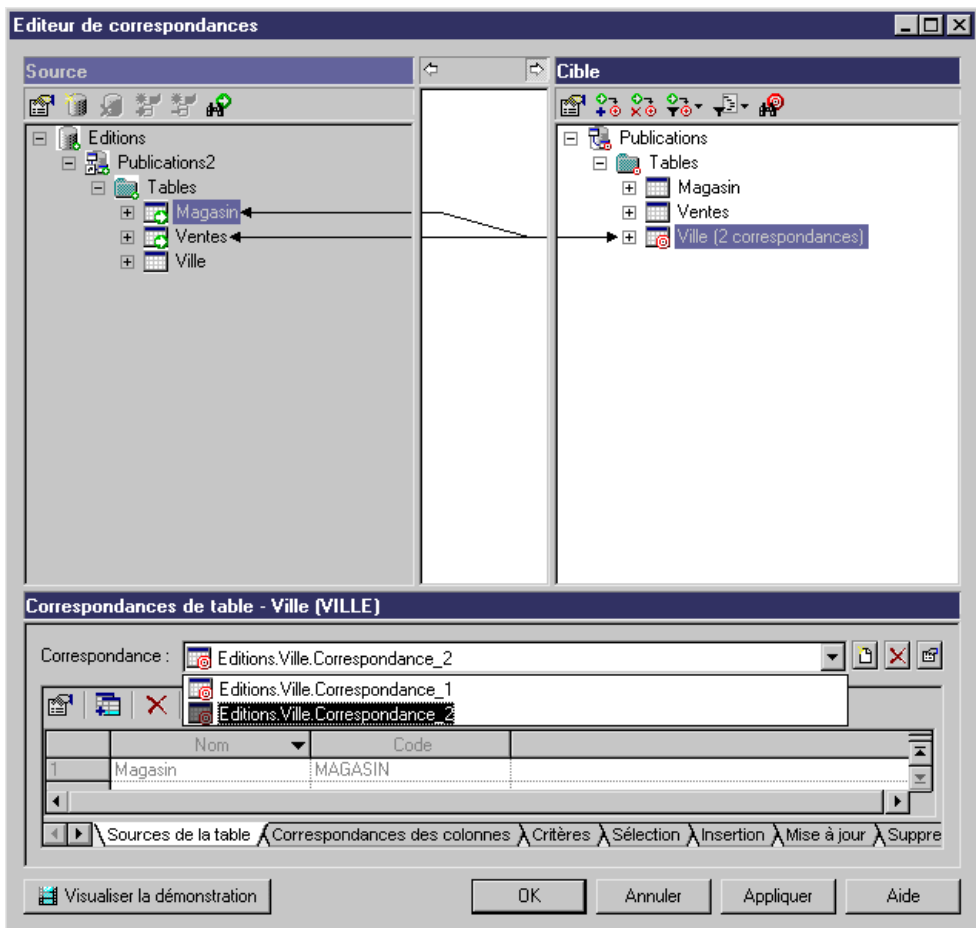 Editeur de correspondances
Source
Cible
Editions
Publications2
Tables
Magasin
Ventes
Ville
Publications
Tables
Magasin
Ventes
Ville (2 correspondances)
Correspondances de table - Ville (VILLE)
Correspondance : Editions.Ville.Correspondance_2
Editions.Ville.Correspondance_1
Editions.Ville.Correspondance_2
Nom Code
1 Magasin MAGASIN
Sources de la table Correspondances des colonnes Critères Sélection Insertion Mise à jour Suppre
Visualiser la démonstration OK Annuler Appliquer Aide